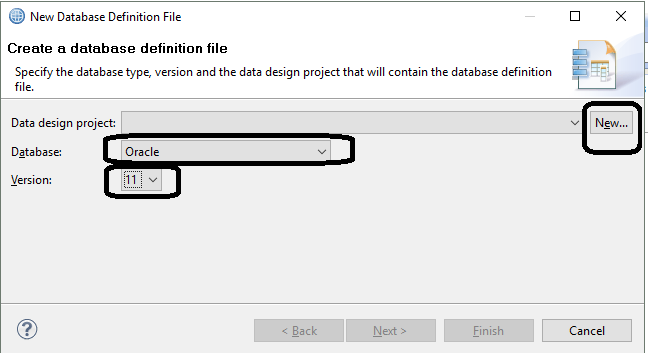 New Database Definition File
Create a database definition file
Specify the database type, version and the data design project that will contain the database definition
file.
Data design project:
New...
Database:
Oracle
Version:
11
?
< Back
Next >
Finish
Cancel